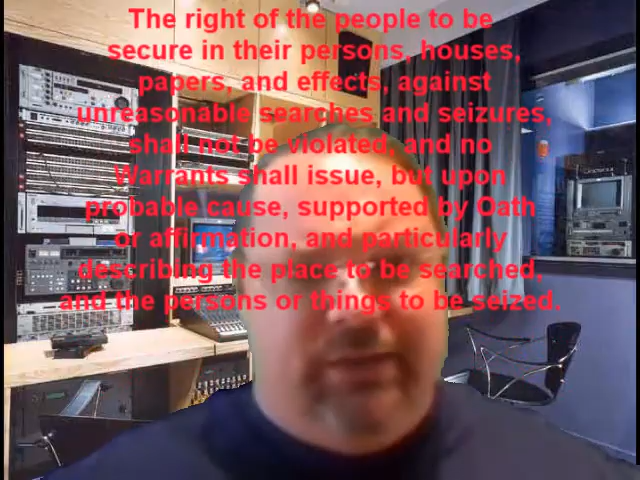 The right of the people to be
secure in their persons, houses,
papers, and effects, against
unreasonable searches and seizures,
shall not be violated, and no
Warrants shall issue, but upon
probable cause, supported by Oath
or affirmation, and particularly
describing the place to be searched,
and the persons or things to be seized.